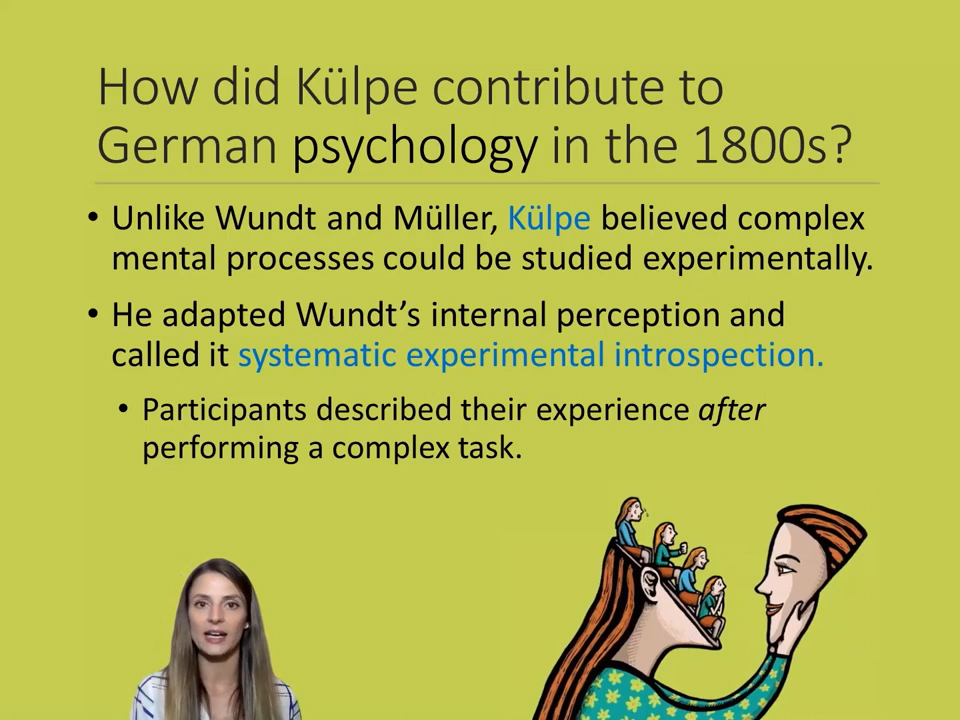 How did Külpe contribute to
German psychology in the 1800s?
• Unlike Wundt and Müller, Külpe believed complex
mental processes could be studied experimentally.
• He adapted Wundt’s internal perception and
called it systematic experimental introspection.
• Participants described their experience after
performing a complex task.